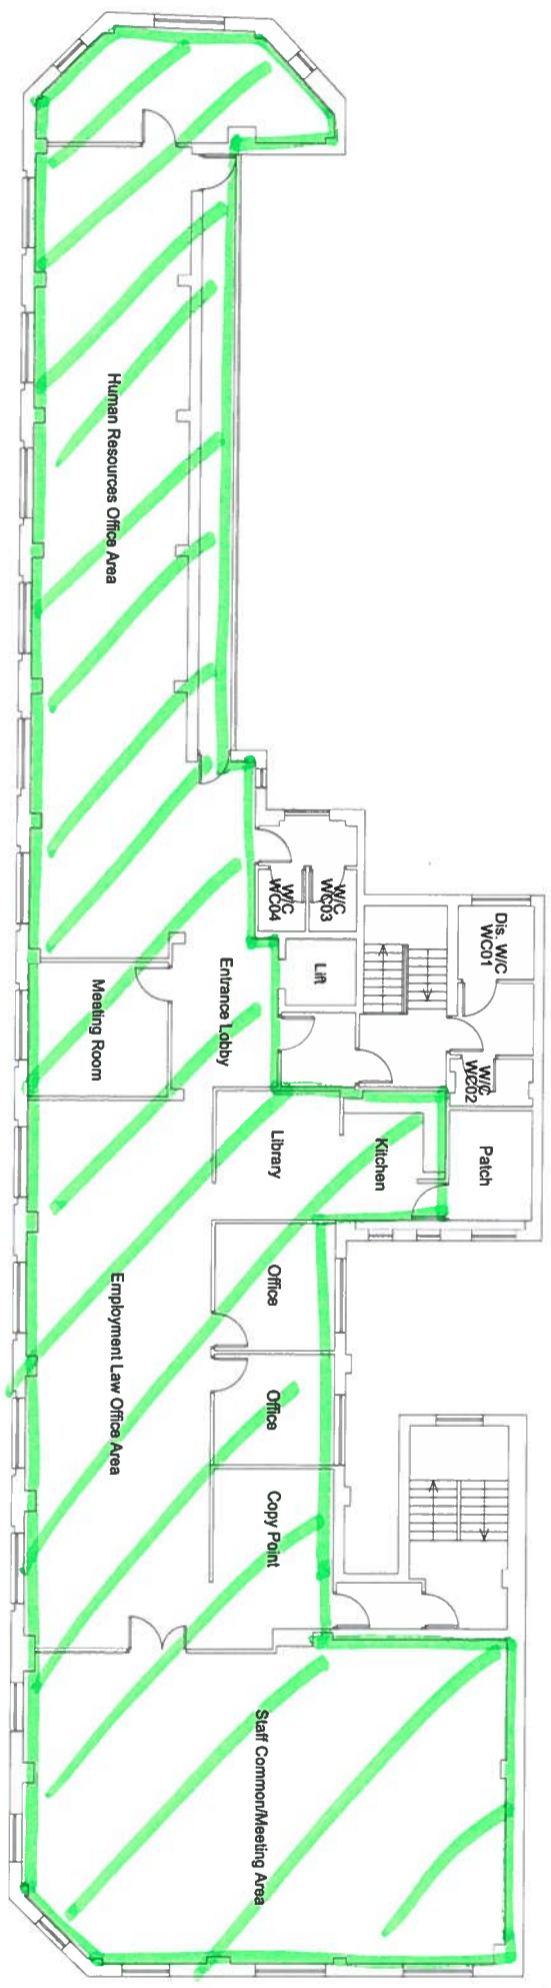 Human Resources Office Area
W/C
WC03
W/C
WC04
Dis. W/C
WC01
Lift
Entrance Lobby
Meeting Room
W/C
WC02
Library
Kitchen
Patch
Office
Office
Employment Law Office Area
Copy Point
Staff Common/Meeting Area